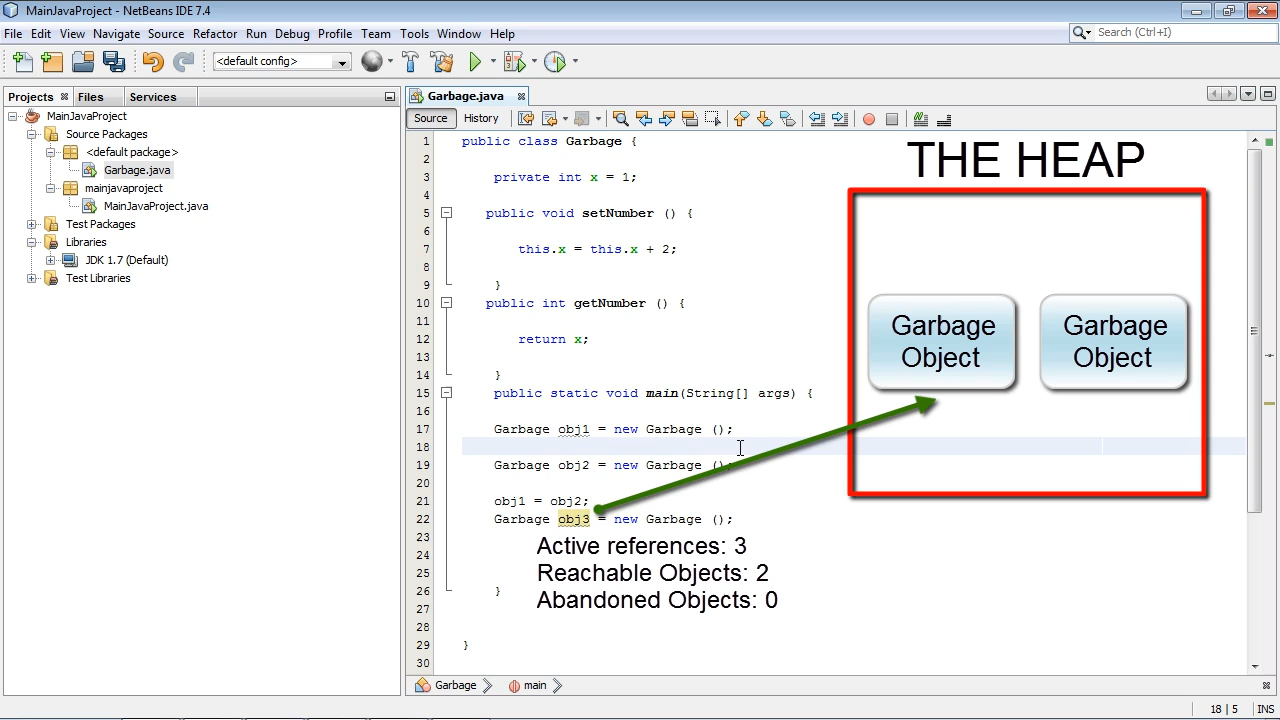 MainJavaProject - NetBeans IDE 7.4
File Edit View Navigate Source Refactor Run Debug Profile Team Tools Window Help
Search (Ctrl+I)
<default config>
Projects Files Services
MainJavaProject
Source Packages
<default package>
Garbage.java
mainjavaproject
MainJavaProject.java
Test Packages
Libraries
JDK 1.7 (Default)
Test Libraries
Garbage.java
Source History
1 public class Garbage {
2
3 private int x = 1;
4
5 public void setNumber () {
6
7 this.x = this.x + 2;
8
9 }
10 public int getNumber () {
11
12 return x;
13
14 }
15 public static void main(String[] args) {
16
17 Garbage obj1 = new Garbage ();
18
19 Garbage obj2 = new Garbage ();
20
21 obj1 = obj2;
22 Garbage obj3 = new Garbage ();
23
24
25
26 }
27
28
29 }
30
Active references: 3
Reachable Objects: 2
Abandoned Objects: 0
THE HEAP
Garbage
Object
Garbage
Object
Garbage main
18 | 5 INS